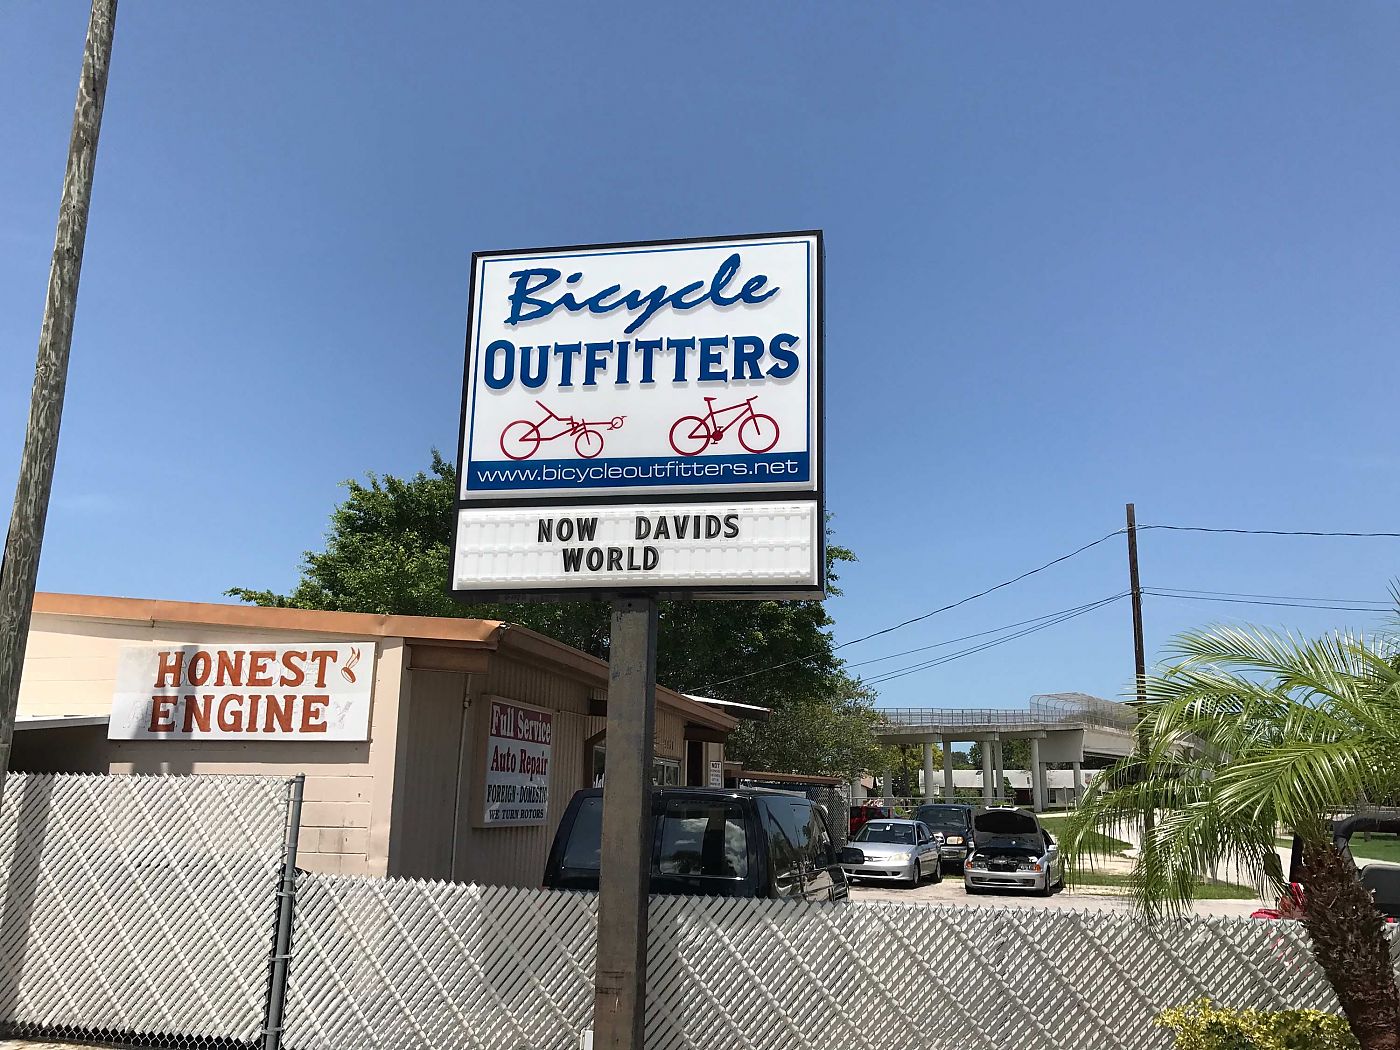 Bicycle
OUTFITTERS
www.bicycleoutfitters.net
NOW DAVIDS
WORLD
HONEST
ENGINE
Full Service
Auto Repair
FOREIGN-DOMESTIC
WE TURN ROTORS